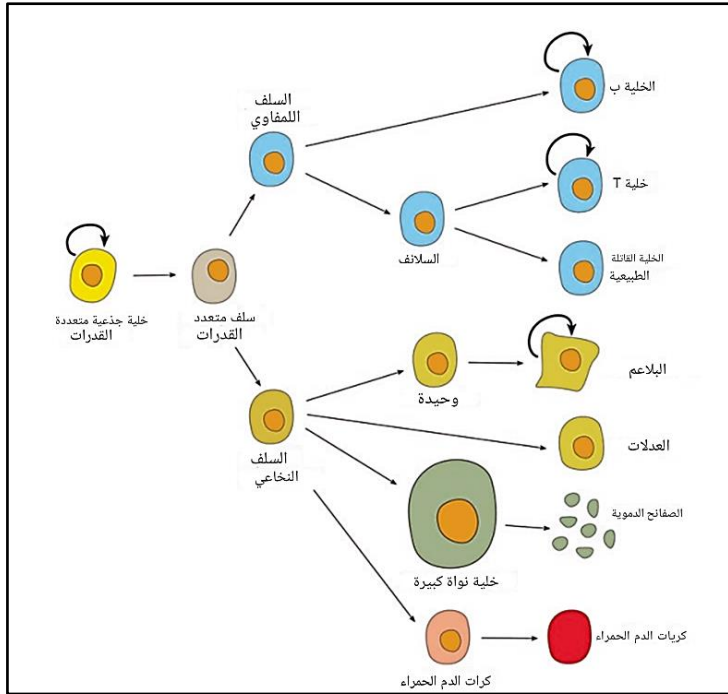 السلف
اللمفاوي
الخلية ب
خلية T
السلائف
الخلية القاتلة
الطبيعية
خلية جذعية متعددة
القدرات
سلف متعدد
القدرات
البلاعم
وحيدة
العدلات
السلف
النخاعي
الصفائح الدموية
خلية نواة كبيرة
كريات الدم الحمراء
كرات الدم الحمراء